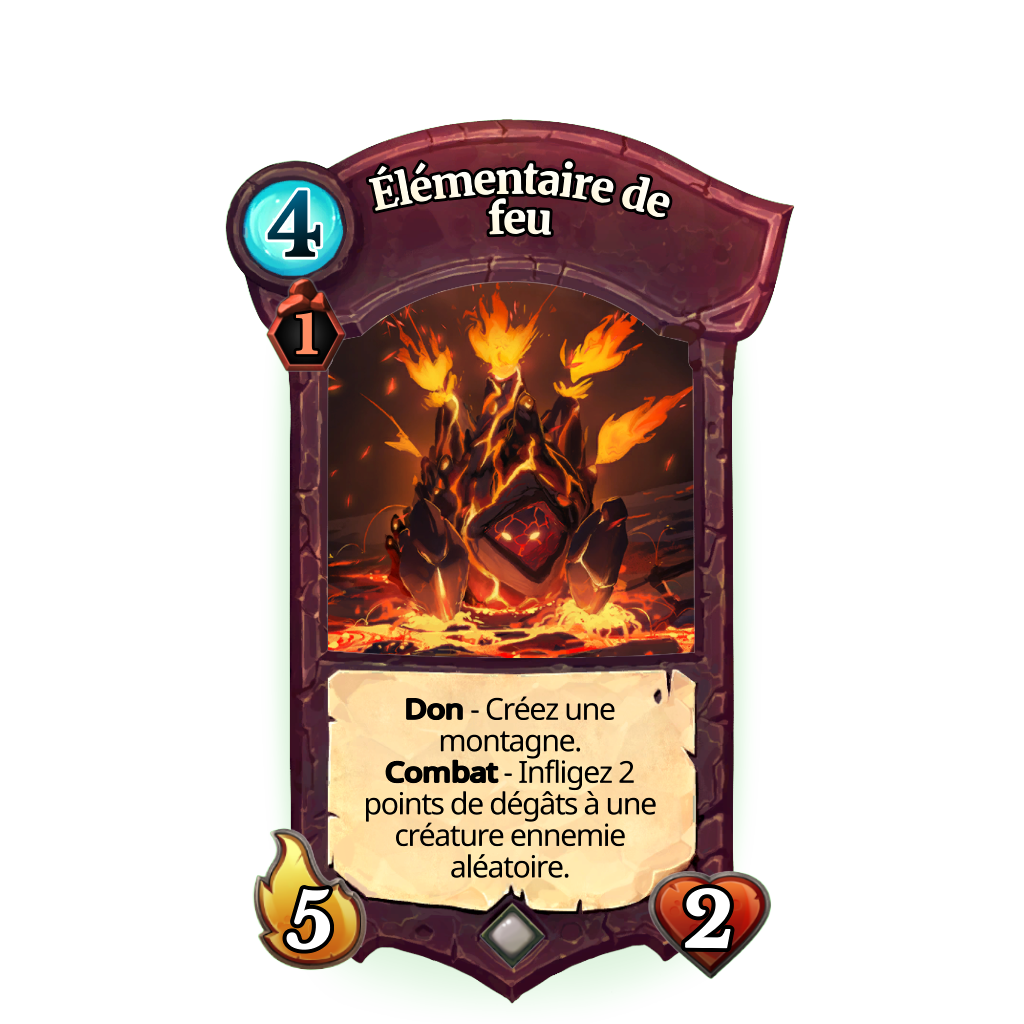 4
Élémentaire de
feu
1
Don - Créez une
montagne.
Combat - Infligez 2
points de dégâts à une
créature ennemie
aléatoire.
5
2